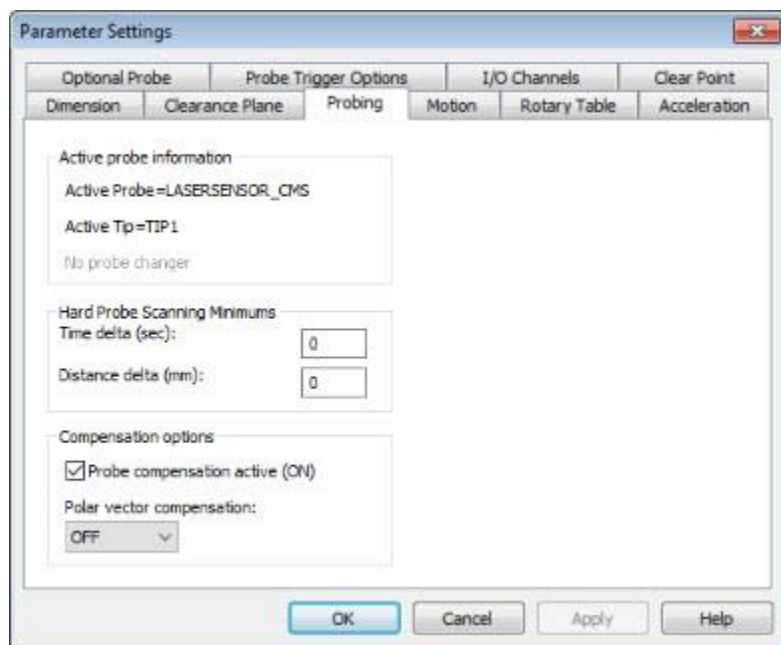 Parameter Settings
Optional Probe Probe Trigger Options I/O Channels Clear Point
Dimension Clearance Plane Probing Motion Rotary Table Acceleration
Active probe information
Active Probe=LASERSENSOR_CMS
Active Tip=TIP1
No probe changer
Hard Probe Scanning Minimums
Time delta (sec): 0
Distance delta (mm): 0
Compensation options
Probe compensation active (ON)
Polar vector compensation:
OFF
OK Cancel Apply Help